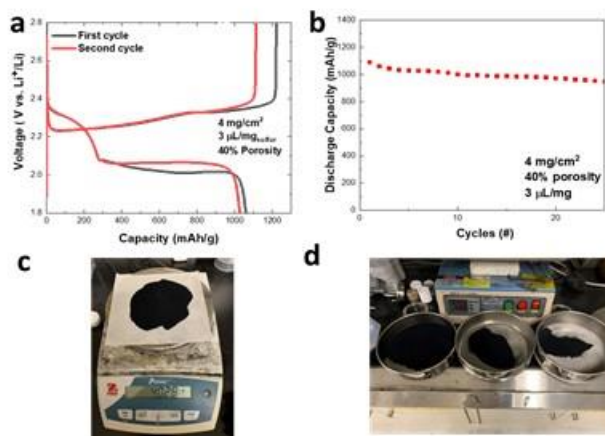 a
2.8
2.6
2.4
2.2
2.0
1.8
Voltage ( V vs. Li⁺/Li)
First cycle
Second cycle
4 mg/cm²
3 μL/mg_sulfur
40% Porosity
0 200 400 600 800 1000 1200
Capacity (mAh/g)
b
1400
1200
1000
800
600
400
200
0
Discharge Capacity (mAh/g)
4 mg/cm²
40% porosity
3 μL/mg
0 10 20
Cycles (#)
c
d